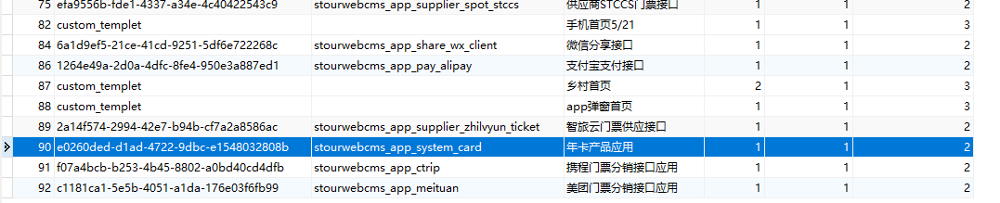 75 efa9556b-fde1-4337-a34e-4c40422543c9 stourwebcms_app_supplier_spot_stccs 供应商STCCS门票接口 1 1 2
82 custom_templet 手机首页5/21 1 1 3
84 6a1d9ef5-21ce-41cd-9251-5df6e722268c stourwebcms_app_share_wx_client 微信分享接口 1 1 2
86 1264e49a-2d0a-4dfc-8fe4-950e3a887ed1 stourwebcms_app_pay_alipay 支付宝支付接口 1 1 2
87 custom_templet 乡村首页 2 1 3
88 custom_templet app弹窗首页 1 1 3
89 2a14f574-2994-42e7-b94b-cf7a2a8586ac stourwebcms_app_supplier_zhilvyun_ticket 智旅云门票供应接口 1 1 2
90 e0260ded-d1ad-4722-9dbc-e1548032808b stourwebcms_app_system_card 年卡产品应用 1 1 2
91 f07a4bcb-b253-4b45-8802-a0bd40cd4dfb stourwebcms_app_ctrip 携程门票分销接口应用 1 1 2
92 c1181ca1-5e5b-4051-a1da-176e03f6fb99 stourwebcms_app_meituan 美团门票分销接口应用 1 1 2